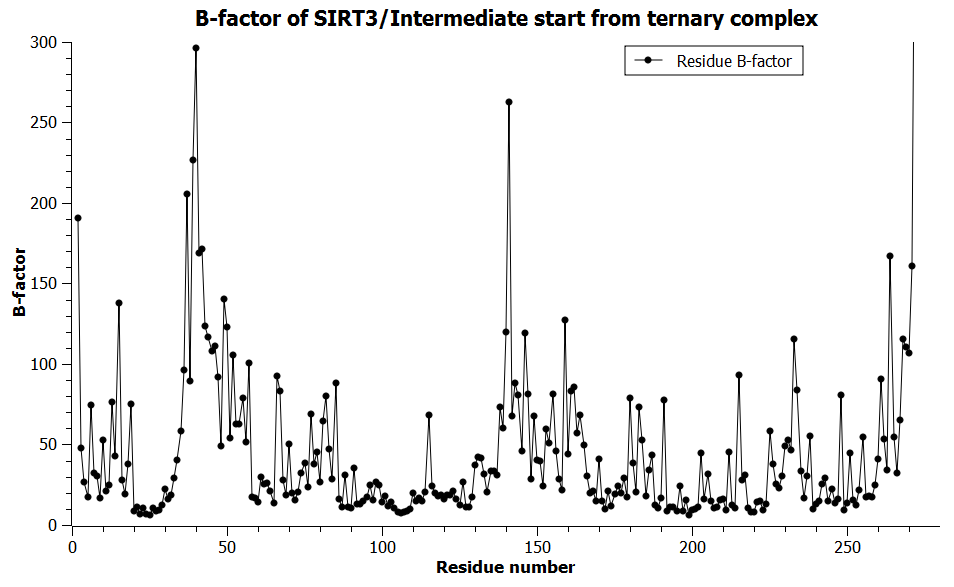 B-factor of SIRT3/Intermediate start from ternary complex
Residue B-factor
300
250
200
150
100
50
0
B-factor
0 50 100 150 200 250
Residue number